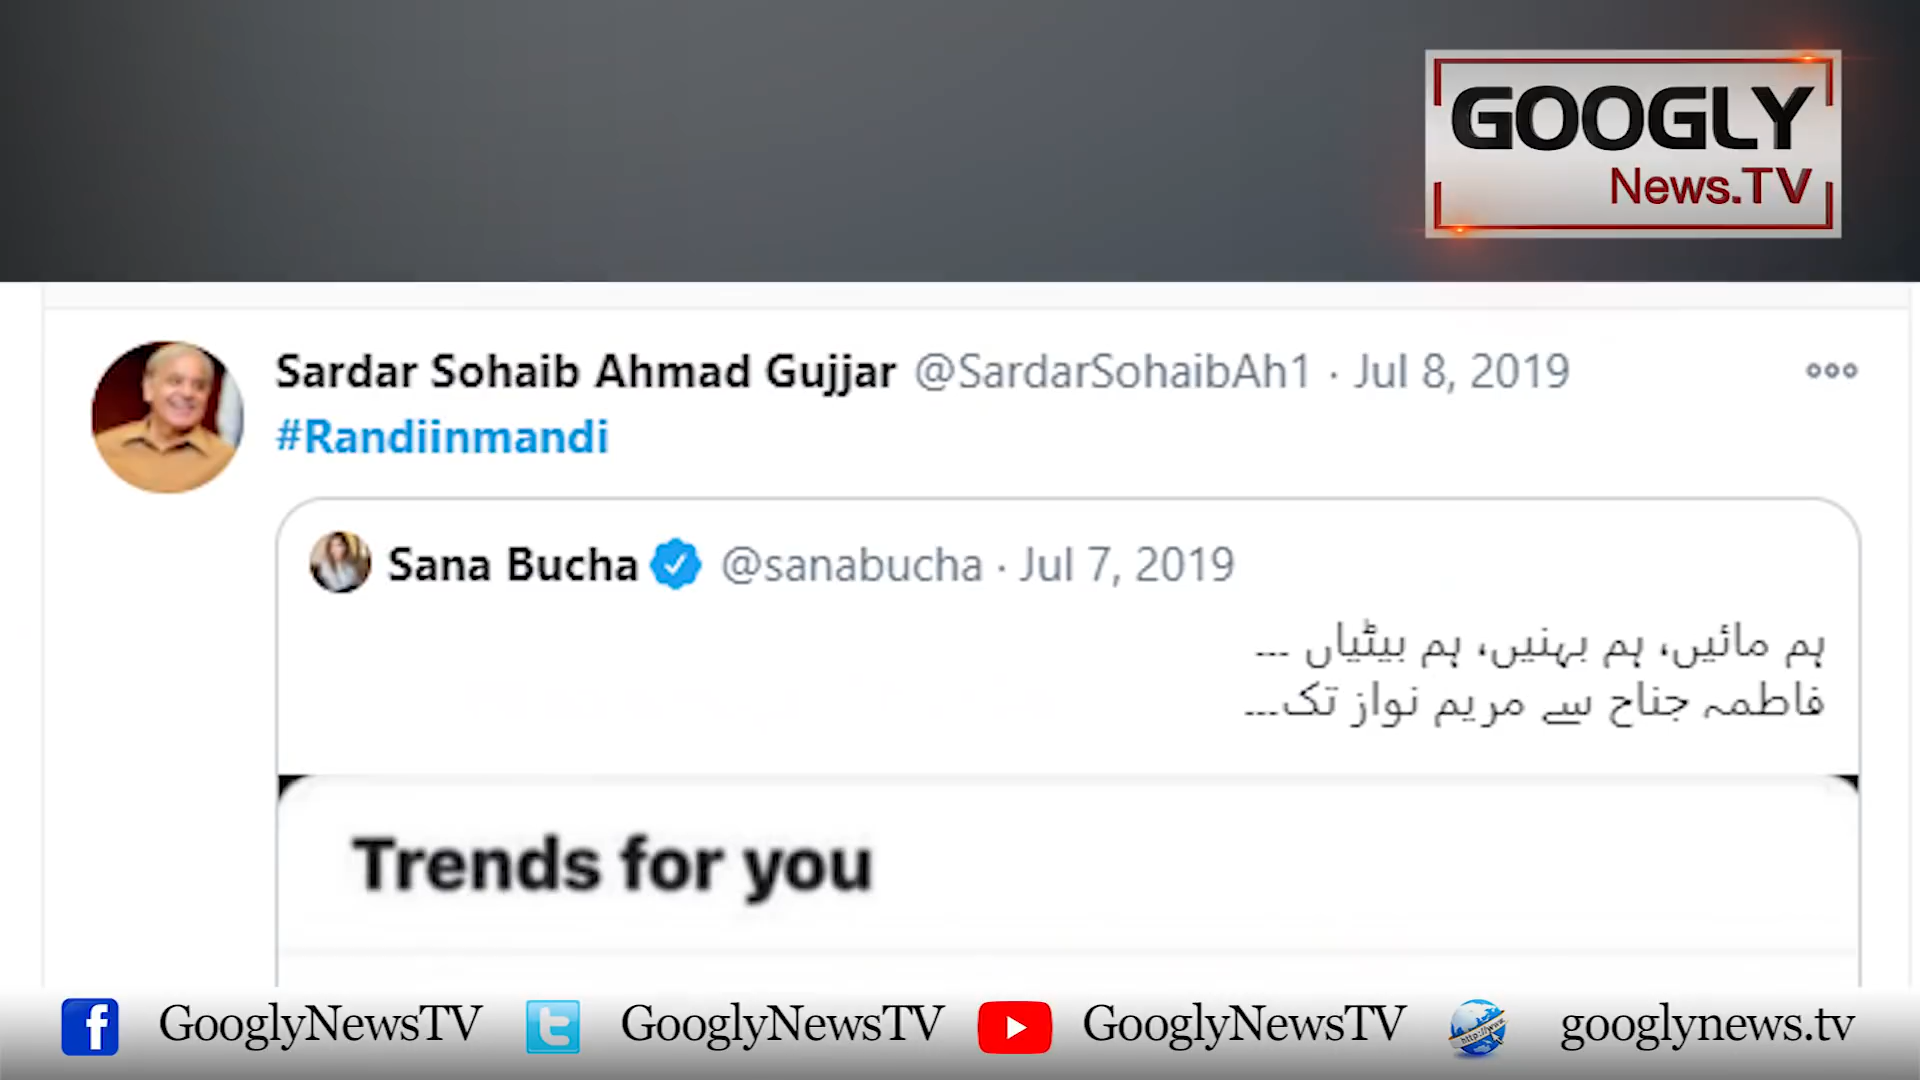 GOOGLY
News.TV
Sardar Sohaib Ahmad Gujjar @SardarSohaibAh1 · Jul 8, 2019
#Randiinmandi
Sana Bucha @sanabucha · Jul 7, 2019
ہم مائیں، ہم بہنیں، ہم بیٹیاں ...
فاطمہ جناح سے مریم نواز تک...
Trends for you
GooglyNewsTV GooglyNewsTV GooglyNewsTV googlynews.tv